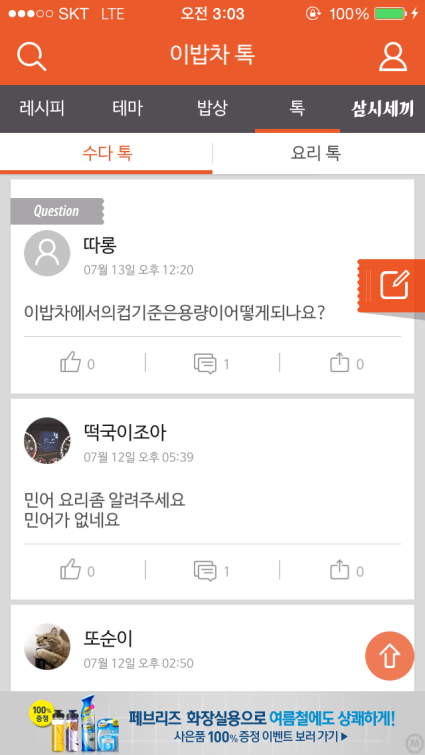 SKT LTE 오전 3:03 100%
이밥차 톡
레시피 테마 밥상 톡 삼시세끼
수다 톡 요리 톡
Question
따롱
07월 13일 오후 12:20
이밥차에서의컵기준은용량이어떻게되나요?
0 1 0
떡국이조아
07월 12일 오후 05:39
민어 요리좀 알려주세요
민어가 없네요
0 1 0
또순이
07월 12일 오후 02:50
100% 증정
페브리즈 화장실용으로 여름철에도 상쾌하게!
사은품 100% 증정 이벤트 보러 가기
M